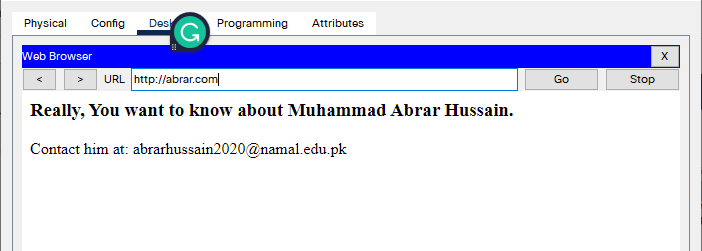 Physical Config Desk Programming Attributes
Web Browser X
< > URL http://abrar.com Go Stop
Really, You want to know about Muhammad Abrar Hussain.
Contact him at: abrarhussain2020@namal.edu.pk